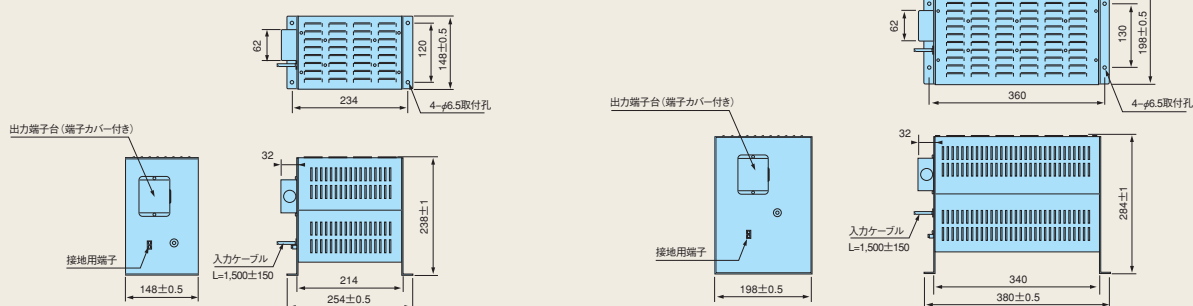 62
120
148±0.5
234
4-φ6.5取付孔
出力端子台(端子カバー付き)
32
238±1
接地用端子
入力ケーブル
L=1,500±150
148±0.5
214
254±0.5
62
130
198±0.5
360
4-φ6.5取付孔
出力端子台(端子カバー付き)
32
284±1
入力ケーブル
L=1,500±150
接地用端子
198±0.5
340
380±0.5